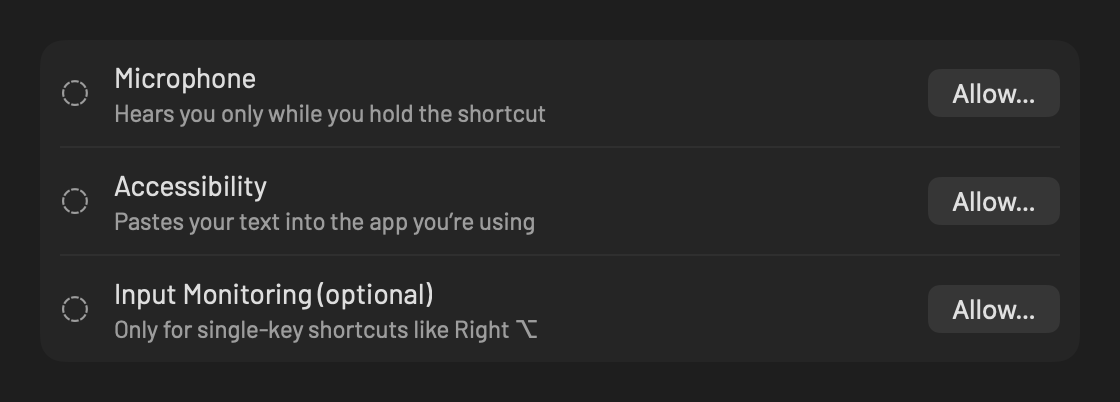 Microphone
Hears you only while you hold the shortcut
Allow...
Accessibility
Pastes your text into the app you’re using
Allow...
Input Monitoring (optional)
Only for single-key shortcuts like Right ⌥
Allow...